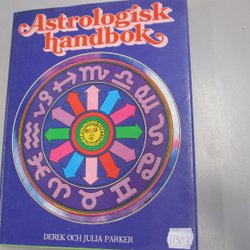 Astrologisk
handbok
DEREK OCH JULIA PARKER